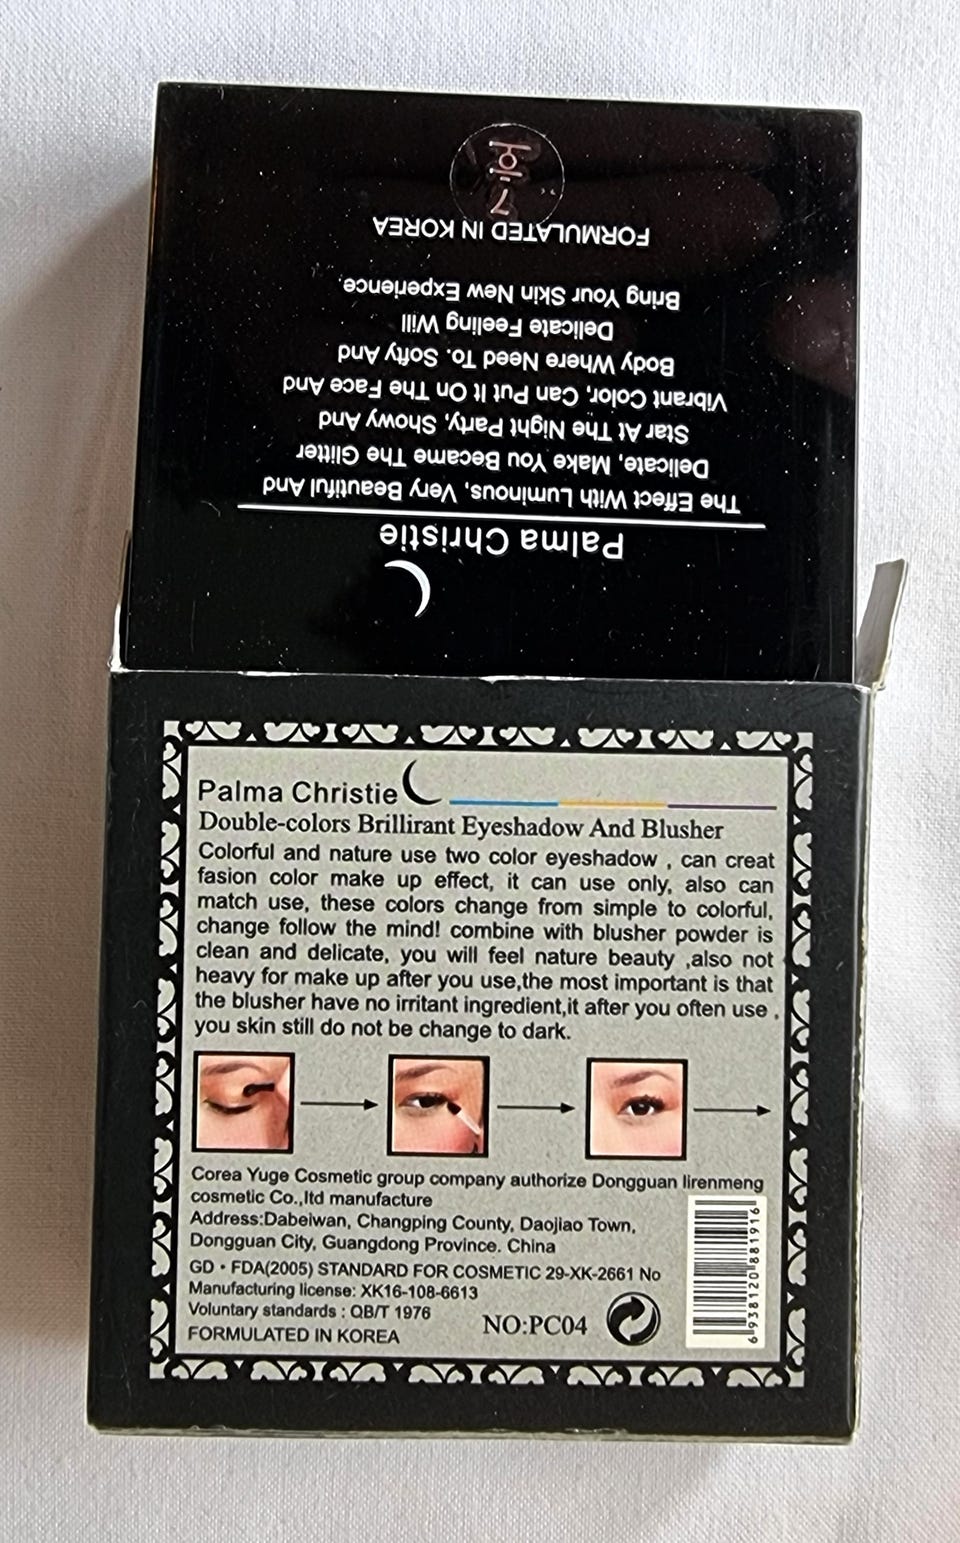 Palma Christie
The Effect With Luminous, Very Beautiful And
Delicate, Make You Became The Glitter
Star At The Night Party, Showy And
Vibrant Color, Can Put It On The Face And
Body Where Need To. Softy And
Delicate Feeling Will
Bring Your Skin New Experience.
FORMULATED IN KOREA
Palma Christie
Double-colors Brillirant Eyeshadow And Blusher
Colorful and nature use two color eyeshadow , can creat
fasion color make up effect, it can use only, also can
match use, these colors change from simple to colorful,
change follow the mind! combine with blusher powder is
clean and delicate, you will feel nature beauty ,also not
heavy for make up after you use,the most important is that
the blusher have no irritant ingredient,it after you often use ,
you skin still do not be change to dark.
Corea Yuge Cosmetic group company authorize Dongguan lirenmeng
cosmetic Co.,ltd manufacture
Address:Dabeiwan, Changping County, Daojiao Town,
Dongguan City, Guangdong Province. China
GD • FDA(2005) STANDARD FOR COSMETIC 29-XK-2661 No
Manufacturing license: XK16-108-6613
Voluntary standards : QB/T 1976
FORMULATED IN KOREA
NO:PC04
6 938120 881916